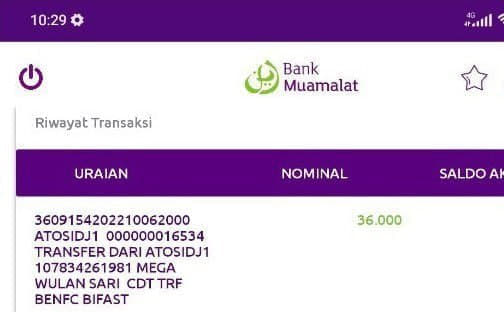 10:29
4G
Bank
Muamalat
Riwayat Transaksi
URAIAN NOMINAL SALDO AK
3609154202210062000 36.000
ATOSIDJ1 000000016534
TRANSFER DARI ATOSIDJ1
107834261981 MEGA
WULAN SARI CDT TRF
BENFC BIFAST